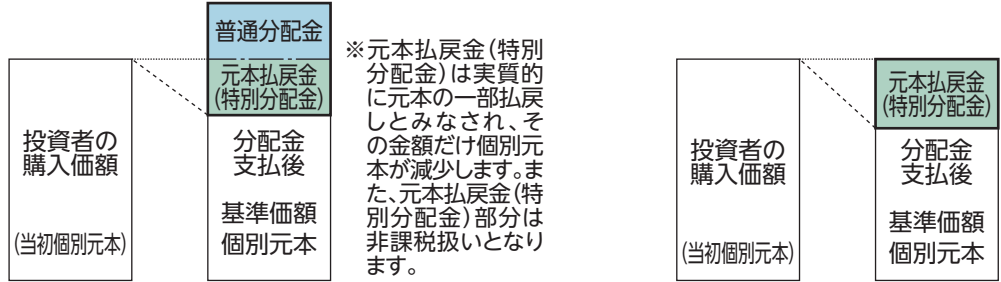 投資者の
購入価額
(当初個別元本)
普通分配金
元本払戻金
(特別分配金)
分配金
支払後
基準価額
個別元本
※元本払戻金(特別
分配金)は実質的
に元本の一部払戻
しとみなされ、そ
の金額だけ個別元
本が減少します。ま
た、元本払戻金(特
別分配金)部分は
非課税扱いとなり
ます。
投資者の
購入価額
(当初個別元本)
元本払戻金
(特別分配金)
分配金
支払後
基準価額
個別元本